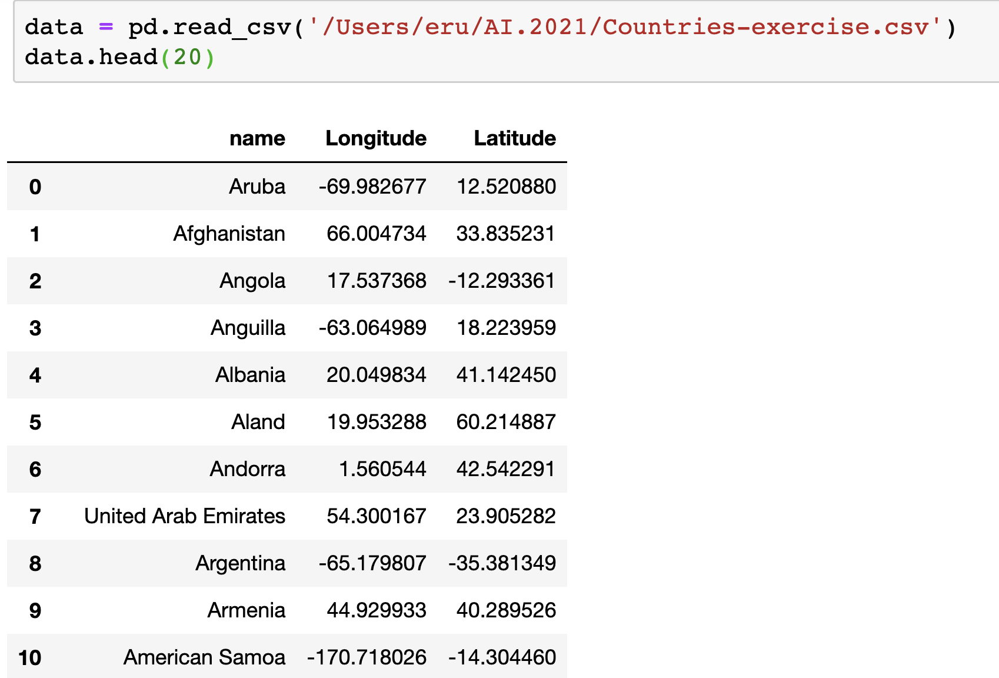 data = pd.read_csv('/Users/eru/AI.2021/Countries-exercise.csv')
data.head(20)
name Longitude Latitude
0 Aruba -69.982677 12.520880
1 Afghanistan 66.004734 33.835231
2 Angola 17.537368 -12.293361
3 Anguilla -63.064989 18.223959
4 Albania 20.049834 41.142450
5 Aland 19.953288 60.214887
6 Andorra 1.560544 42.542291
7 United Arab Emirates 54.300167 23.905282
8 Argentina -65.179807 -35.381349
9 Armenia 44.929933 40.289526
10 American Samoa -170.718026 -14.304460